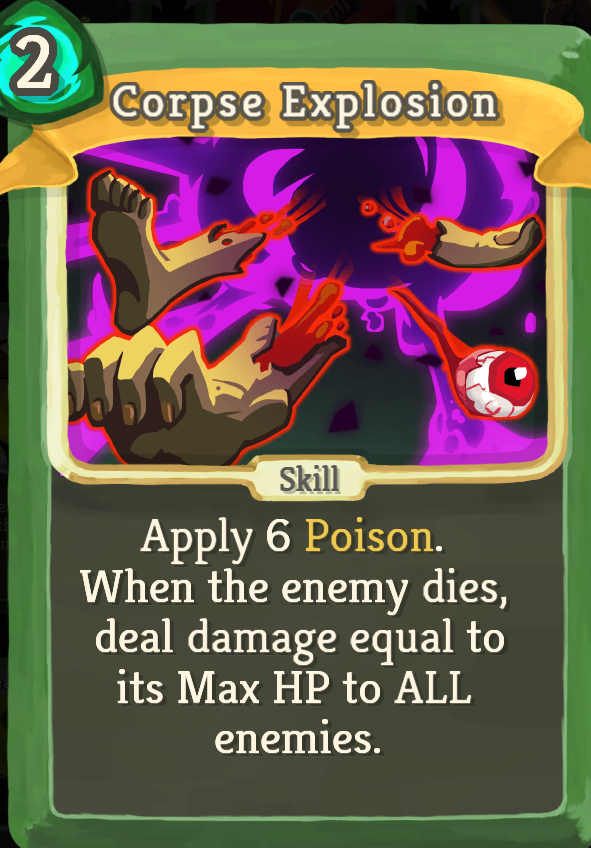 2
Corpse Explosion
Skill
Apply 6 Poison.
When the enemy dies,
deal damage equal to
its Max HP to ALL
enemies.